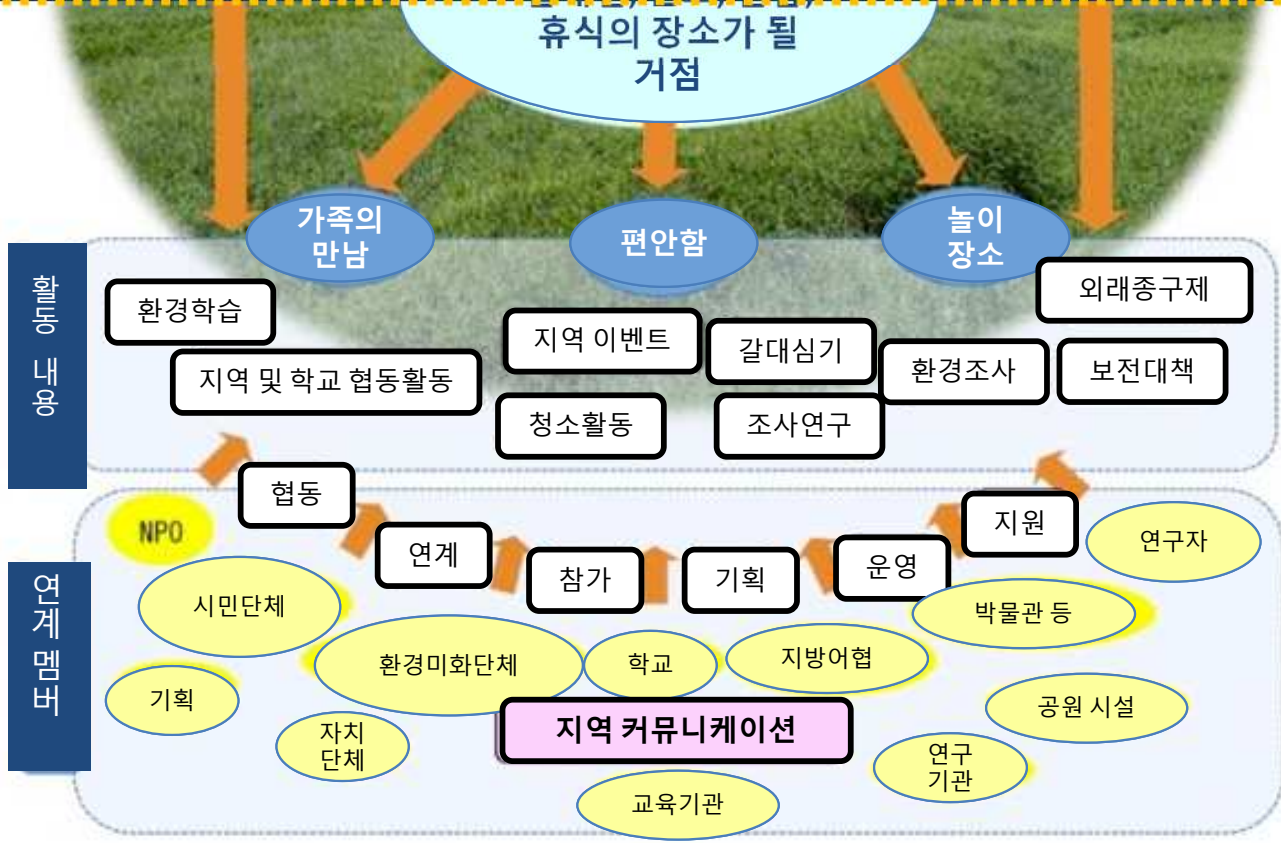 휴식의 장소가 될
거점
가족의
만남
편안함
놀이
장소
활동 내용
환경학습
외래종구제
지역 이벤트
갈대심기
지역 및 학교 협동활동
환경조사
보전대책
청소활동
조사연구
협동
지원
NPO
연계
참가
기획
운영
연구자
연계 멤버
시민단체
박물관 등
환경미화단체
학교
지방어협
기획
공원 시설
지역 커뮤니케이션
자치
단체
연구
기관
교육기관